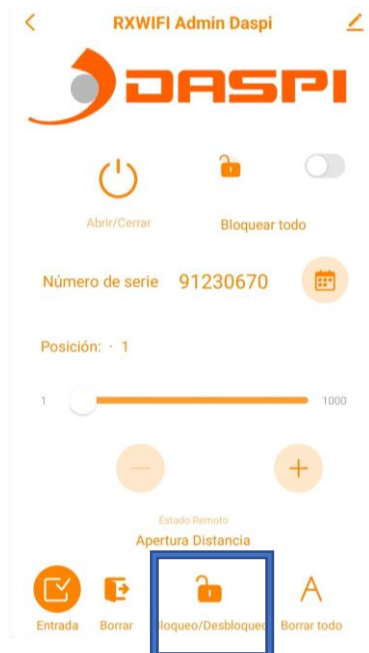 RXWIFI Admin Daspi
DASPI
Abrir/Cerrar
Bloquear todo
Número de serie 91230670
Posición: · 1
1 1000
Estado Remoto
Apertura Distancia
Entrada Borrar loqueo/Desbloqueo Borrar todo